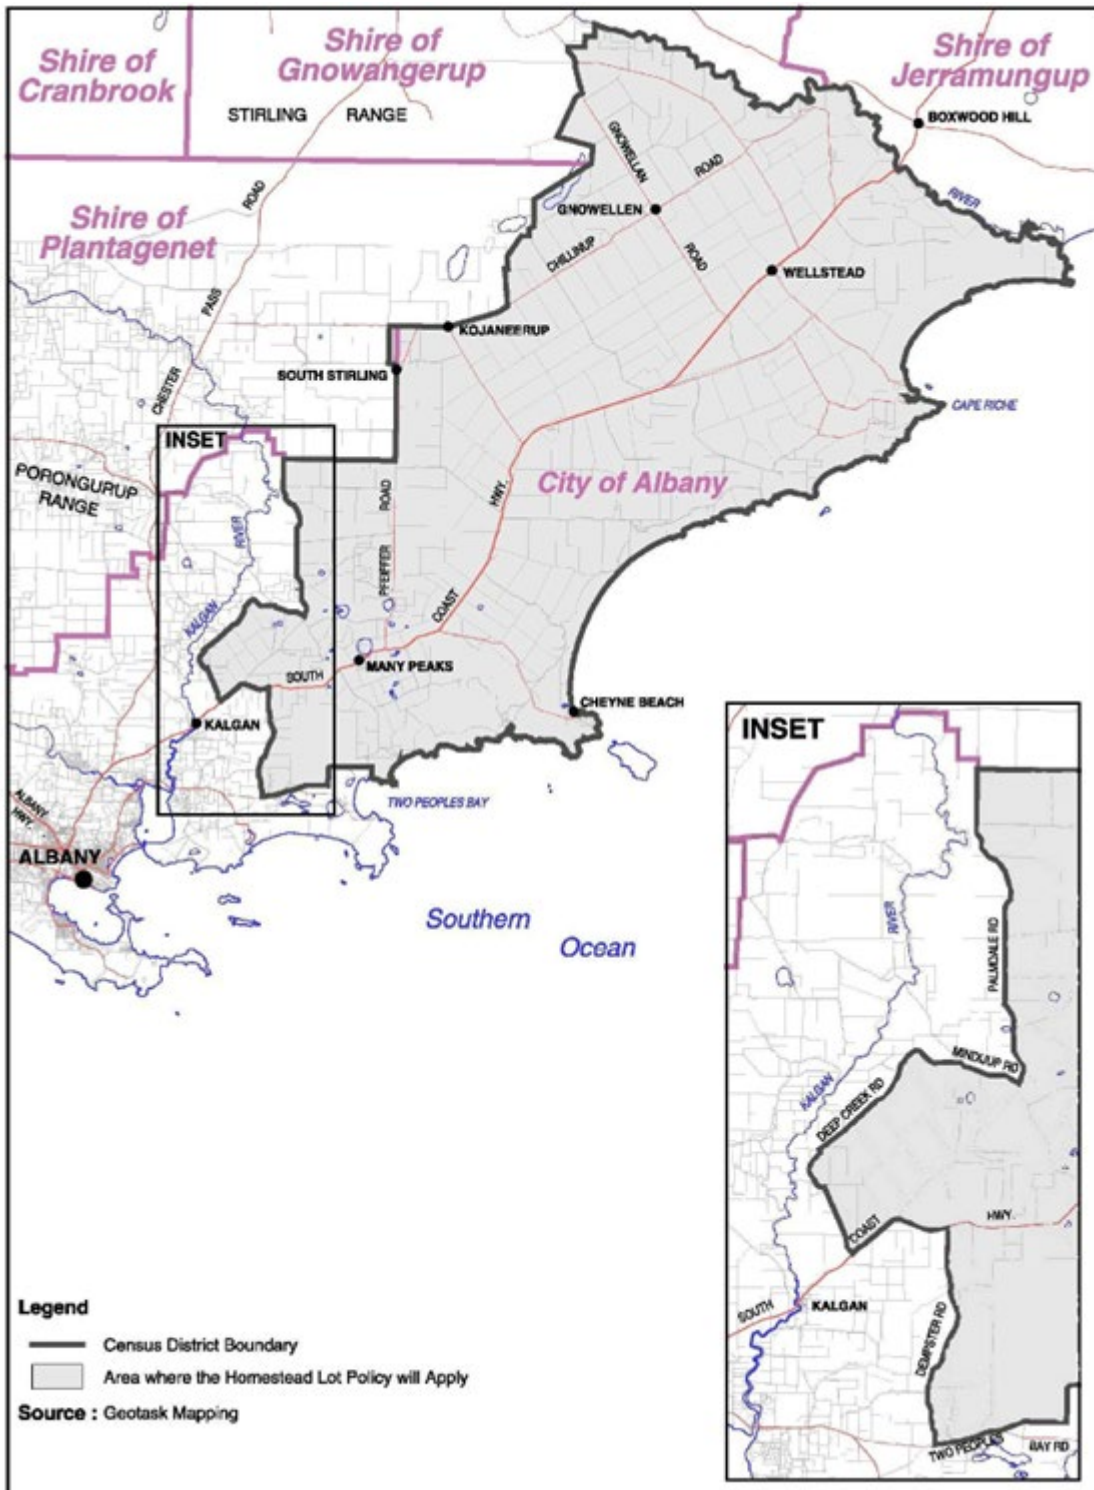 Shire of
Cranbrook
Shire of
Gnowangerup
Shire of
Jerramungup
STIRLING RANGE
BOXWOOD HILL
GNOWELLAN
ROAD
ROAD
RIVER
ROAD
GNOWELLEN
Shire of
Plantagenet
CHILLINUP
ROAD
WELLSTEAD
PASS
KOJANEERUP
SOUTH STIRLING
CHESTER
CAPE RICHE
INSET
PORONGURUP
RANGE
City of Albany
HWY.
ROAD
RIVER
PFEIFFER
COAST
KALGAN
MANY PEAKS
SOUTH
CHEYNE BEACH
KALGAN
TWO PEOPLES BAY
ALBANY
HWY.
ALBANY
Southern
Ocean
INSET
RIVER
PALMDALE RD
MINDIJUP RD
KALGAN
DEEP CREEK RD
COAST
HWY.
KALGAN
SOUTH
DEMPSTER RD
TWO PEOPLES
BAY RD
Legend
Census District Boundary
Area where the Homestead Lot Policy will Apply
Source : Geotask Mapping